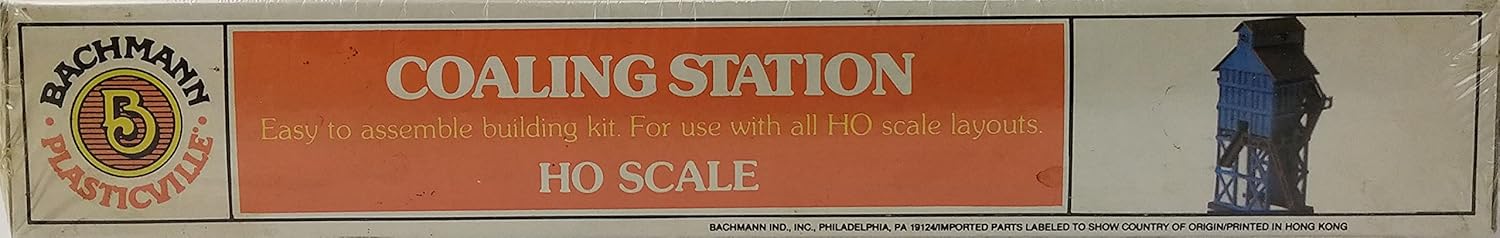 BACHMANN
B
• PLASTICVILLE •
COALING STATION
Easy to assemble building kit. For use with all HO scale layouts.
HO SCALE
BACHMANN IND., INC., PHILADELPHIA, PA 19124/IMPORTED PARTS LABELED TO SHOW COUNTRY OF ORIGIN/PRINTED IN HONG KONG